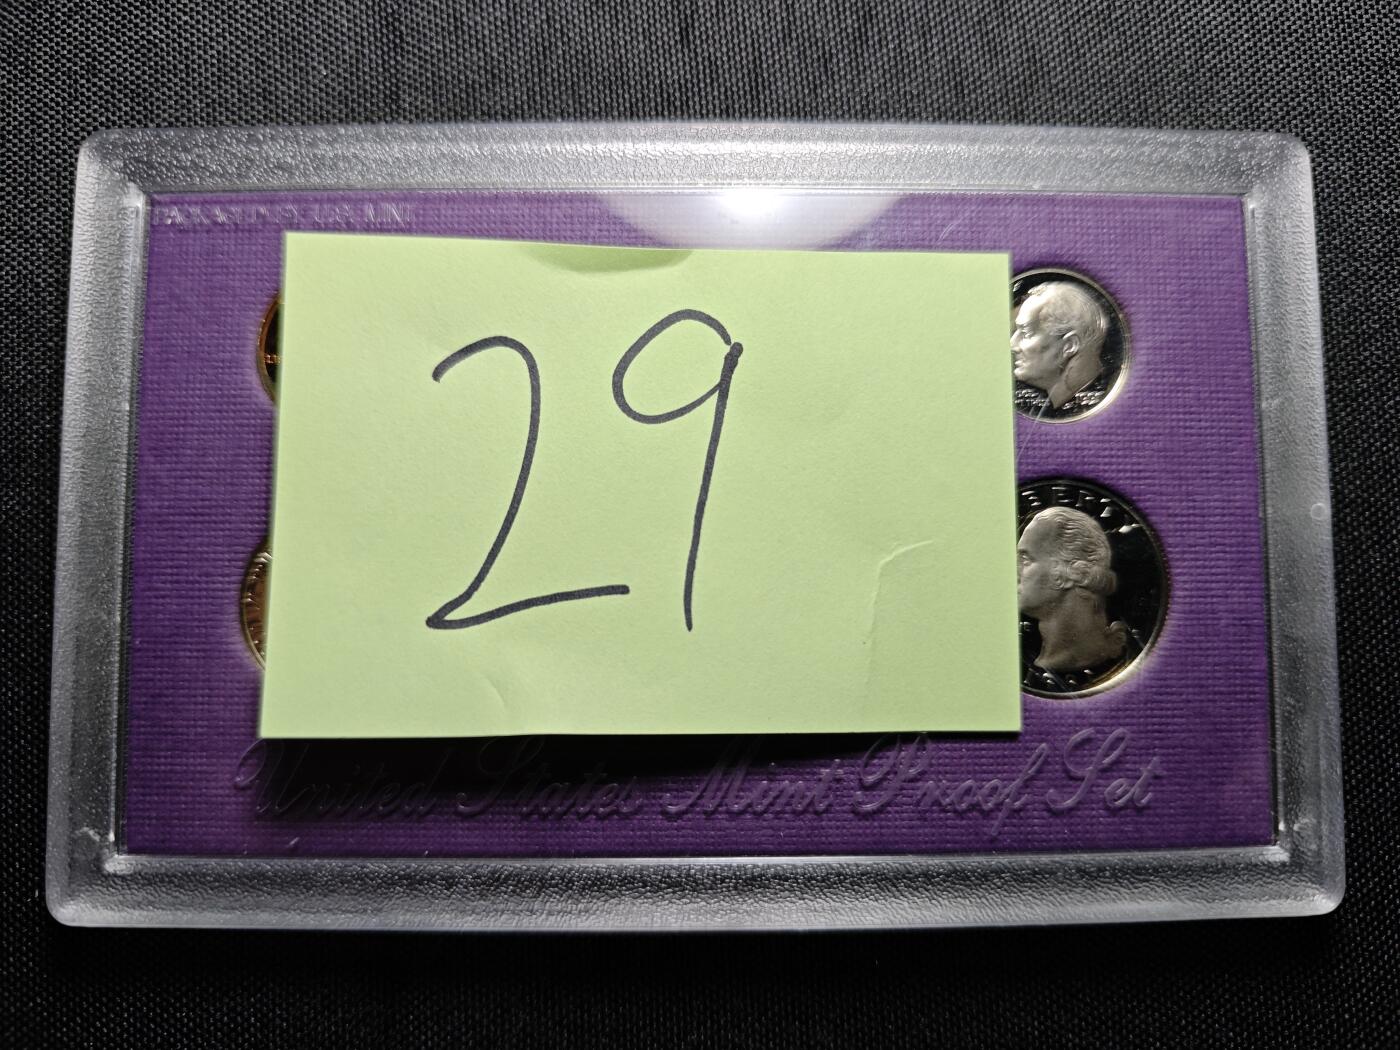 PACKAGED BY U.S. MINT
29
United States Mint Proof Set